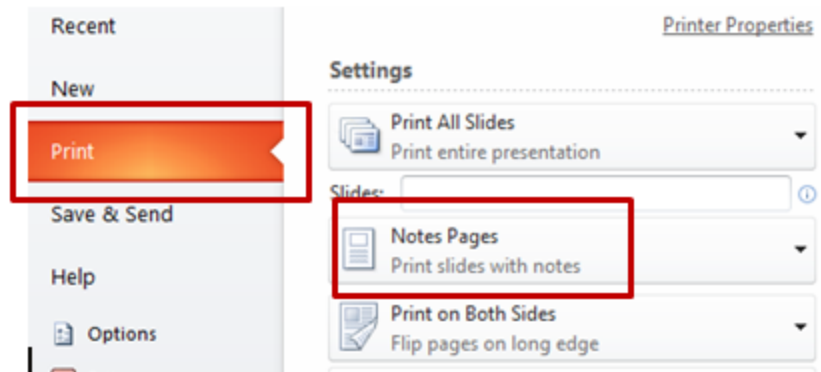 Recent
New
Print
Save & Send
Help
Options
Printer Properties
Settings
Print All Slides
Print entire presentation
Slides:
Notes Pages
Print slides with notes
Print on Both Sides
Flip pages on long edge